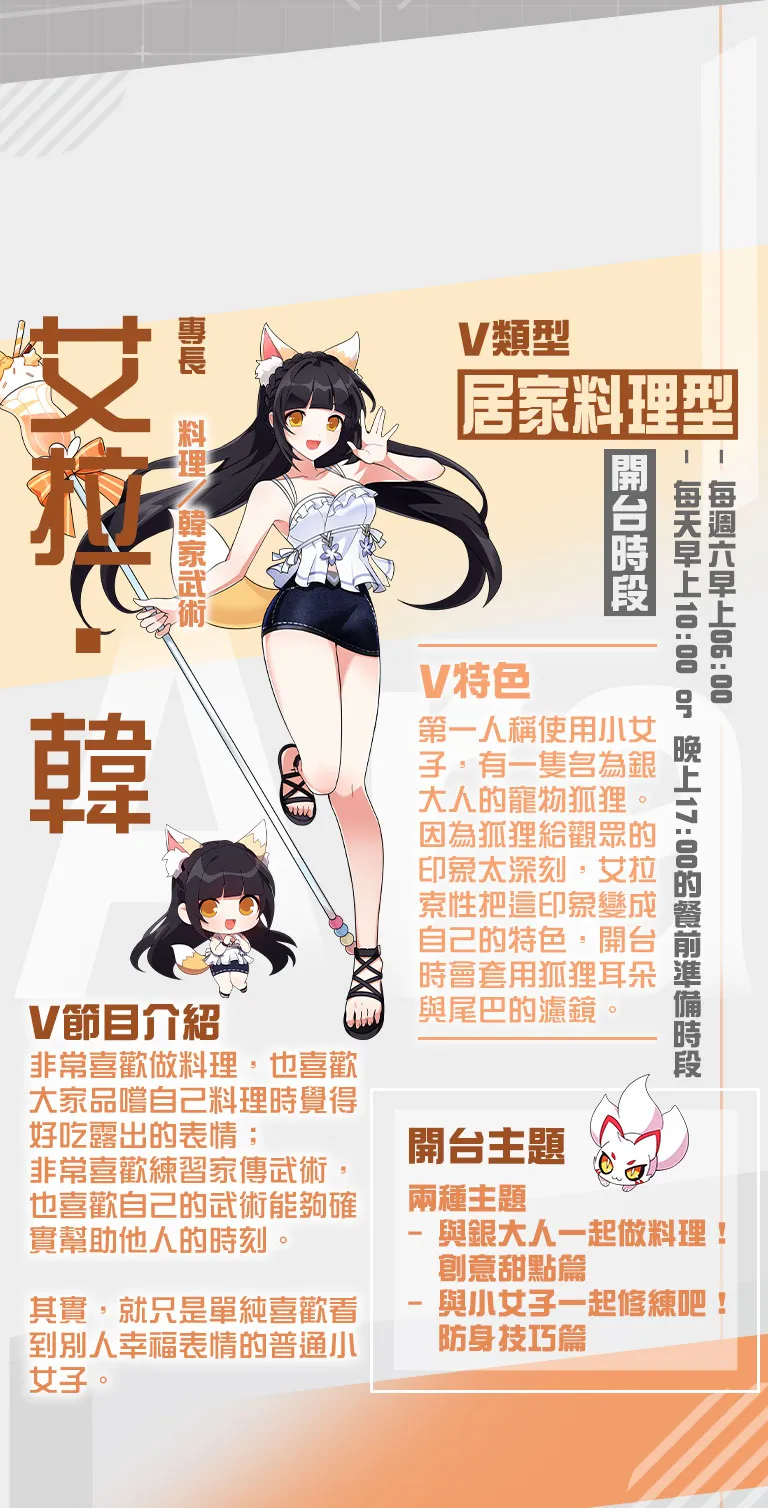 艾拉·韓
專長
料理／韓家武術
V類型
居家料理型
開台時段
- 每週六早上06:00
- 每天早上10:00 or 晚上17:00的餐前準備時段
V特色
第一人稱使用小女
子，有一隻名為銀
大人的寵物狐狸。
因為狐狸給觀眾的
印象太深刻，艾拉
索性把這印象變成
自己的特色，開台
時會套用狐狸耳朵
與尾巴的濾鏡。
Ara
V節目介紹
非常喜歡做料理，也喜歡
大家品嚐自己料理時覺得
好吃露出的表情；
非常喜歡練習家傳武術，
也喜歡自己的武術能夠確
實幫助他人的時刻。
其實，就只是單純喜歡看
到別人幸福表情的普通小
女子。
開台主題
兩種主題
- 與銀大人一起做料理！
創意甜點篇
- 與小女子一起修練吧！
防身技巧篇